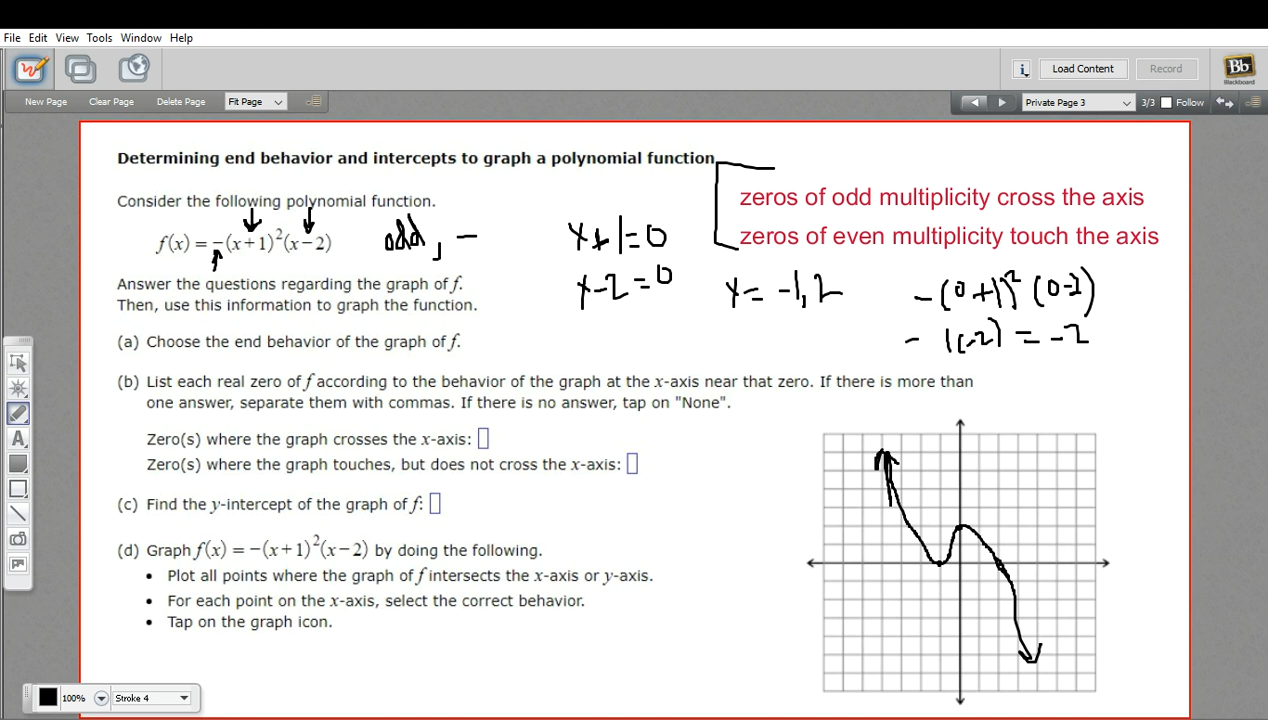 File Edit View Tools Window Help
Load Content Record Bb Blackboard
New Page Clear Page Delete Page Fit Page Private Page 3 3/3 Follow
Determining end behavior and intercepts to graph a polynomial function
zeros of odd multiplicity cross the axis
Consider the following polynomial function.
zeros of even multiplicity touch the axis
f(x) = −(x+1)²(x−2) odd, − x+1=0
x-2=0 x= -1,2 -(0+1)²(0-2)
- 1(-2) = -2
Answer the questions regarding the graph of f.
Then, use this information to graph the function.
(a) Choose the end behavior of the graph of f.
(b) List each real zero of f according to the behavior of the graph at the x-axis near that zero. If there is more than
one answer, separate them with commas. If there is no answer, tap on "None".
Zero(s) where the graph crosses the x-axis:
Zero(s) where the graph touches, but does not cross the x-axis:
(c) Find the y-intercept of the graph of f:
(d) Graph f(x) = −(x+1)²(x−2) by doing the following.
• Plot all points where the graph of f intersects the x-axis or y-axis.
• For each point on the x-axis, select the correct behavior.
• Tap on the graph icon.
100% Stroke 4